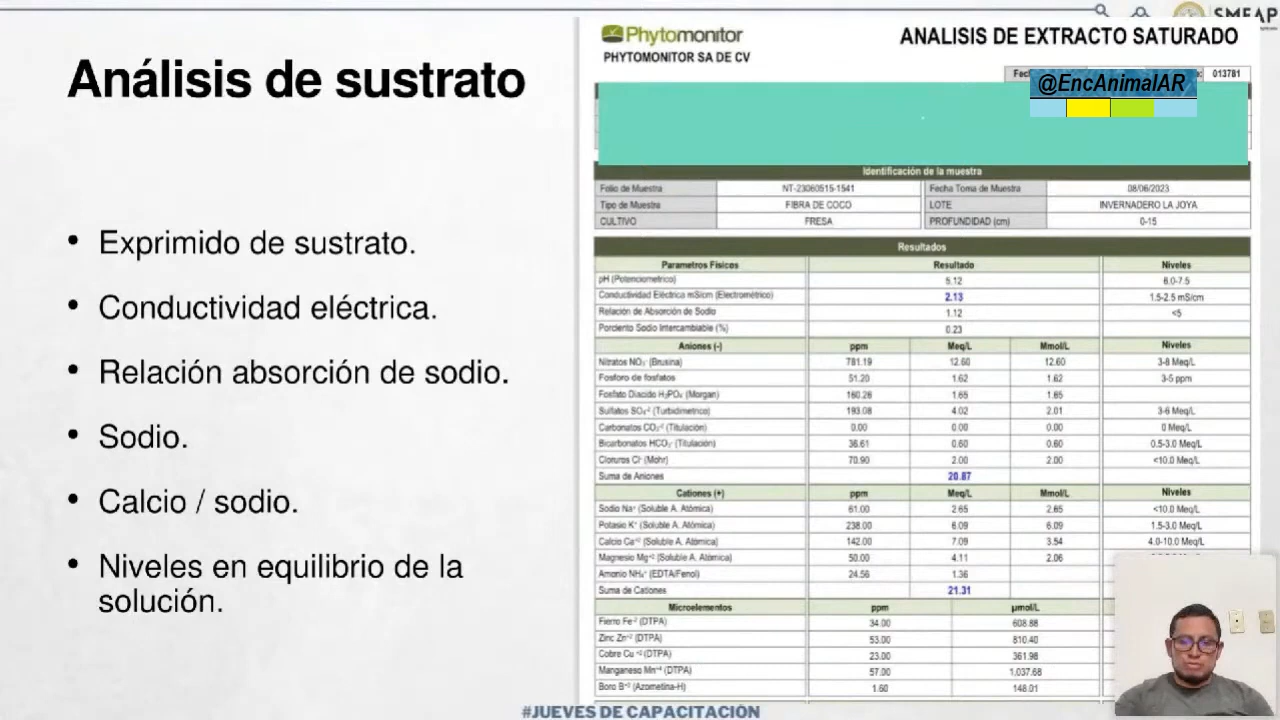 SMEAP
Análisis de sustrato
• Exprimido de sustrato.
• Conductividad eléctrica.
• Relación absorción de sodio.
• Sodio.
• Calcio / sodio.
• Niveles en equilibrio de la
solución.
Phytomonitor
PHYTOMONITOR SA DE CV
ANALISIS DE EXTRACTO SATURADO
013781
@EncAnimalAR
Identificación de la muestra
Folio de Muestra NT-23060515-1541 Fecha Toma de Muestra 08/06/2023
Tipo de Muestra FIBRA DE COCO LOTE INVERNADERO LA JOYA
CULTIVO FRESA PROFUNDIDAD (cm) 0-15
Resultados
Parametros Físicos Resultado Niveles
pH (Potenciometrico) 5.12 6.0-7.5
Conductividad Eléctrica mS/cm (Electrométrico) 2.13 1.5-2.5 mS/cm
Relación de Absorción de Sodio 1.12 <5
Porciento Sodio Intercambiable (%) 0.23
Aniones (-) ppm Meq/L Mmol/L Niveles
Nitratos NO₃⁻ (Brusina) 781.19 12.60 12.60 3-8 Meq/L
Fosforo de fosfatos 51.20 1.62 1.62 3-5 ppm
Fosfato Diacido H₂PO₄ (Morgan) 160.26 1.65 1.65
Sulfatos SO₄⁻² (Turbidimetrico) 193.08 4.02 2.01 3-6 Meq/L
Carbonatos CO₃⁻² (Titulación) 0.00 0.00 0.00 0 Meq/L
Bicarbonatos HCO₃⁻ (Titulación) 36.61 0.60 0.60 0.5-3.0 Meq/L
Cloruros Cl⁻ (Mohr) 70.90 2.00 2.00 <10.0 Meq/L
Suma de Aniones 20.87
Cationes (+) ppm Meq/L Mmol/L Niveles
Sodio Na⁺ (Soluble A. Atómica) 61.00 2.65 2.65 <10.0 Meq/L
Potasio K⁺ (Soluble A. Atómica) 238.00 6.09 6.09 1.5-3.0 Meq/L
Calcio Ca⁺² (Soluble A. Atómica) 142.00 7.09 3.54 4.0-10.0 Meq/L
Magnesio Mg⁺² (Soluble A. Atómica) 50.00 4.11 2.06
Amonio NH₄⁺ (EDTA/Fenol) 24.56 1.36
Suma de Cationes 21.31
Microelementos ppm µmol/L
Fierro Fe⁺² (DTPA) 34.00 608.88
Zinc Zn⁺² (DTPA) 53.00 810.40
Cobre Cu⁺² (DTPA) 23.00 361.98
Manganeso Mn⁺⁴ (DTPA) 57.00 1,037.68
Boro B⁺³ (Azometina-H) 1.60 148.01
#JUEVES DE CAPACITACIÓN